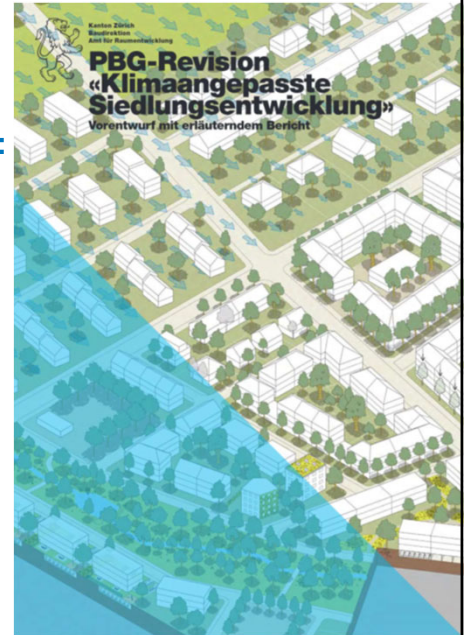 Kanton Zürich
Baudirektion
Amt für Raumentwicklung
PBG-Revision
«Klimaangepasste
Siedlungsentwicklung»
Vorentwurf mit erläuterndem Bericht
: